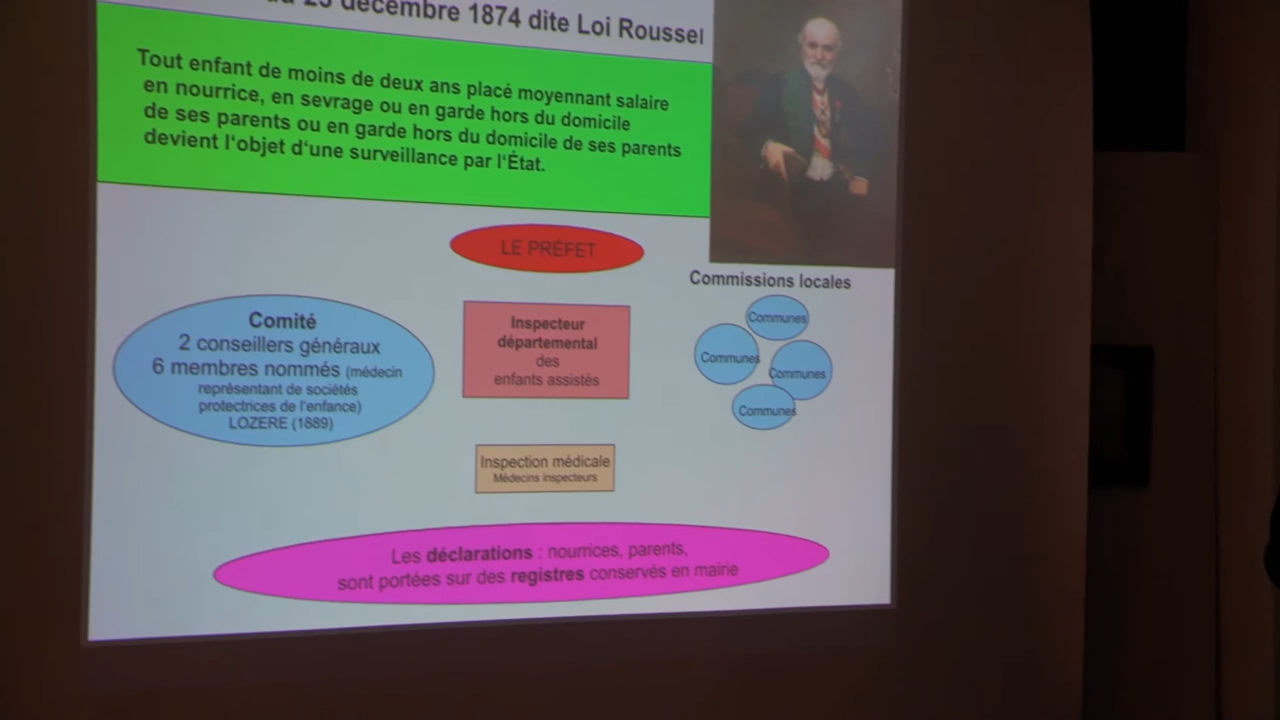 23 décembre 1874 dite Loi Roussel
Tout enfant de moins de deux ans placé moyennant salaire
en nourrice, en sevrage ou en garde hors du domicile
de ses parents ou en garde hors du domicile de ses parents
devient l'objet d'une surveillance par l'État.
LE PRÉFET
Commissions locales
Communes
Communes
Communes
Communes
Comité
2 conseillers généraux
6 membres nommés (médecin
représentant de sociétés
protectrices de l'enfance)
LOZERE (1889)
Inspecteur
départemental
des
enfants assistés
Inspection médicale
Médecins inspecteurs
Les déclarations : nourrices, parents,
sont portées sur des registres conservés en mairie